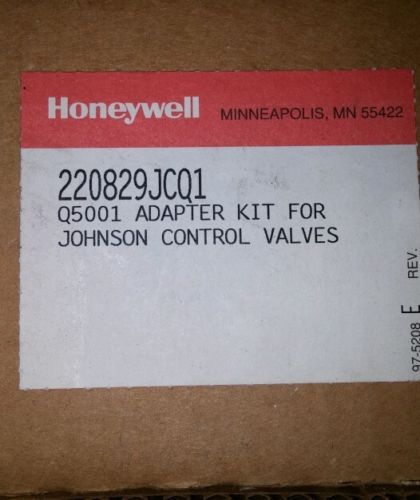 Honeywell MINNEAPOLIS, MN 55422
220829JCQ1
Q5001 ADAPTER KIT FOR
JOHNSON CONTROL VALVES
97-5208 E REV.